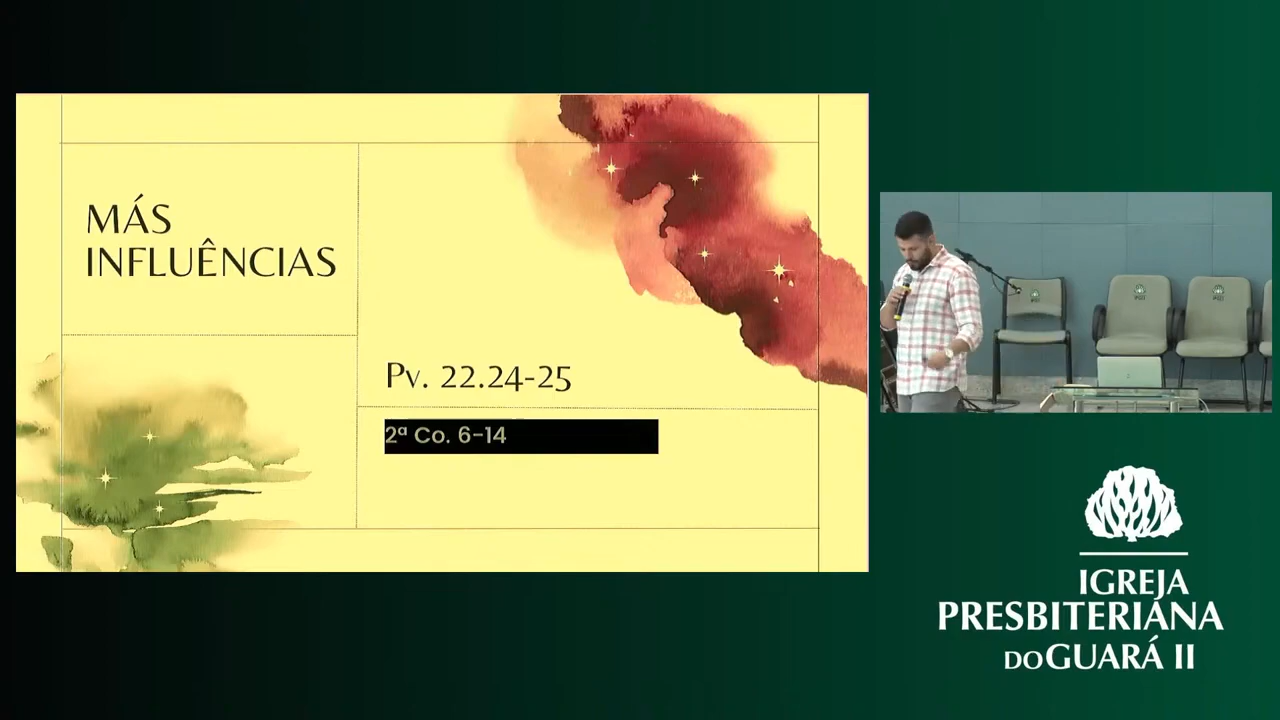 MÁS
INFLUÊNCIAS
Pv. 22.24-25
2ª Co. 6-14
IGREJA
PRESBITERIANA
DO GUARÁ II